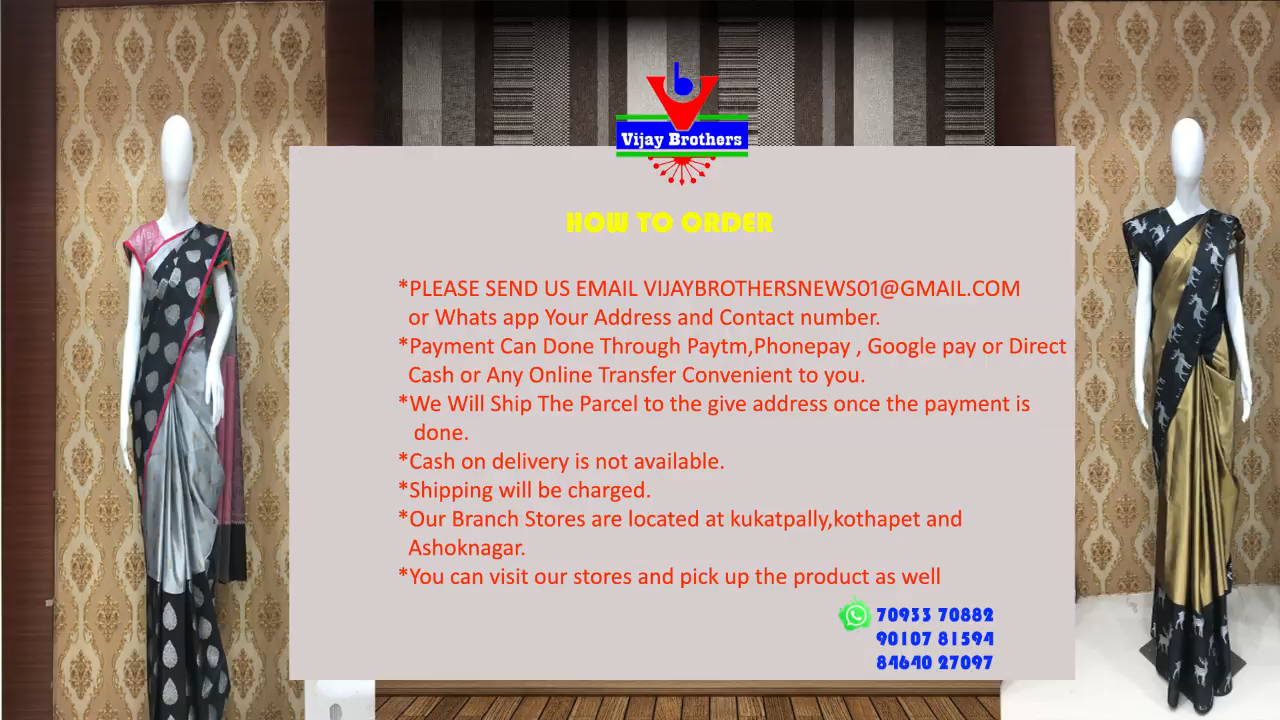 b
Vijay Brothers
HOW TO ORDER
*PLEASE SEND US EMAIL VIJAYBROTHERSNEWS01@GMAIL.COM
or Whats app Your Address and Contact number.
*Payment Can Done Through Paytm,Phonepay , Google pay or Direct
Cash or Any Online Transfer Convenient to you.
*We Will Ship The Parcel to the give address once the payment is
done.
*Cash on delivery is not available.
*Shipping will be charged.
*Our Branch Stores are located at kukatpally,kothapet and
Ashoknagar.
*You can visit our stores and pick up the product as well
70933 70882
90107 81594
84640 27097